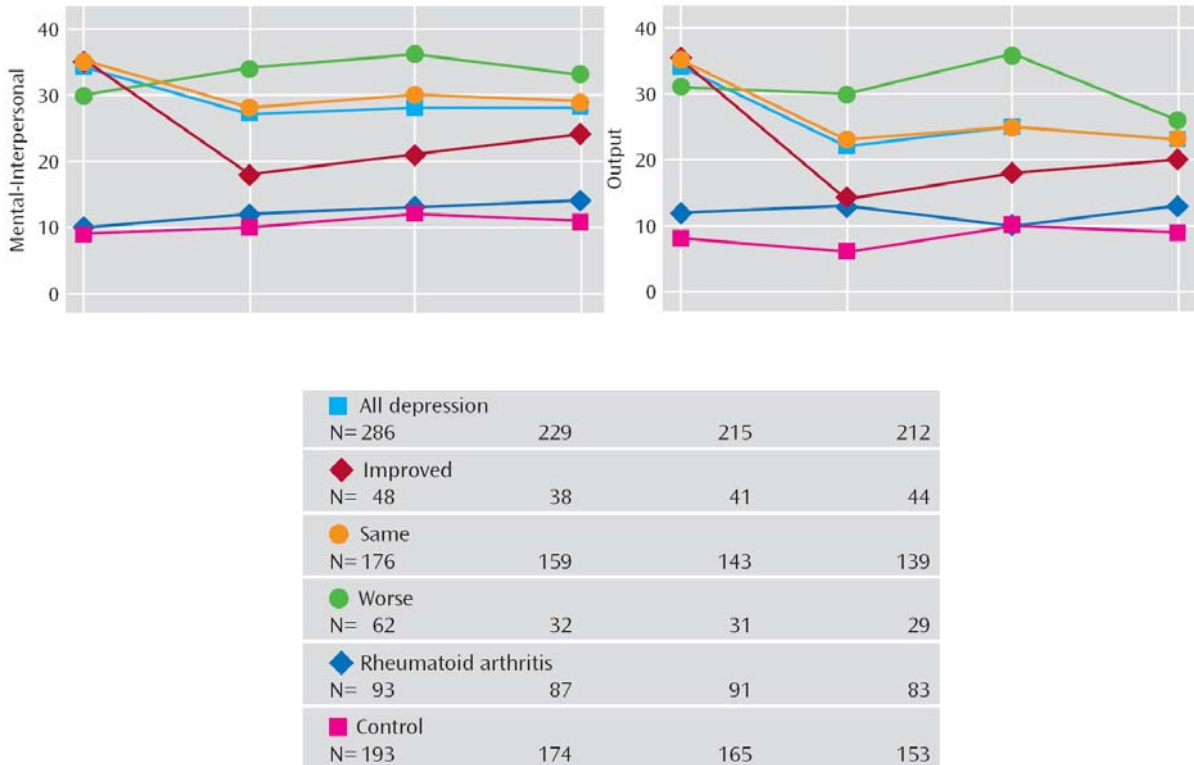 Mental-Interpersonal
40
30
20
10
0
Output
40
30
20
10
0
All depression
N= 286 229 215 212
Improved
N= 48 38 41 44
Same
N= 176 159 143 139
Worse
N= 62 32 31 29
Rheumatoid arthritis
N= 93 87 91 83
Control
N= 193 174 165 153